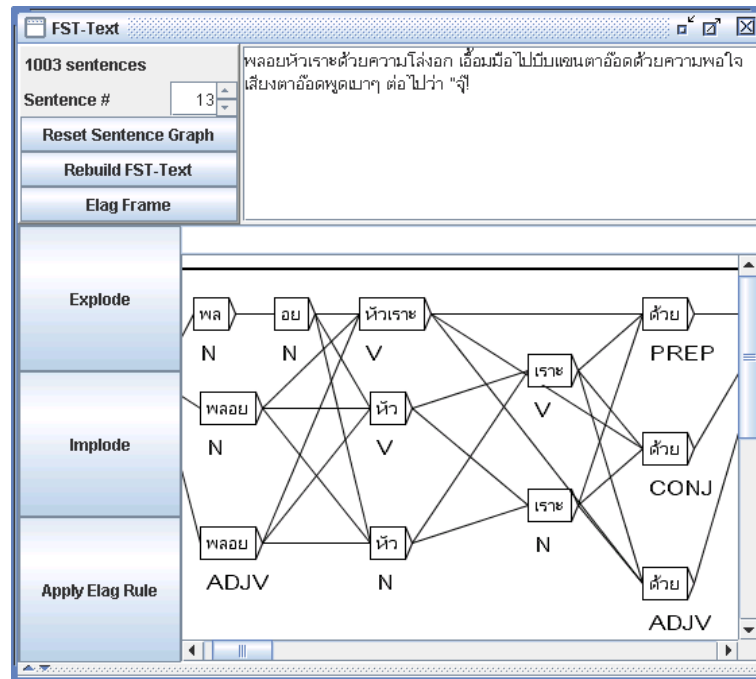 FST-Text
1003 sentences
Sentence # 13
Reset Sentence Graph
Rebuild FST-Text
Elag Frame
พลอยหัวเราะด้วยความโล่งอก เอื้อมมือไปบีบแขนตาอ๊อดด้วยความพอใจ
เสียงตาอ๊อดพูดเบาๆ ต่อไปว่า "จุ๊!
Explode
Implode
Apply Elag Rule
พล อย หัวเราะ ด้วย
N N V PREP
เราะ
V
พลอย หัว
N V
ด้วย
CONJ
เราะ
N
พลอย หัว
ADJV N
ด้วย
ADJV